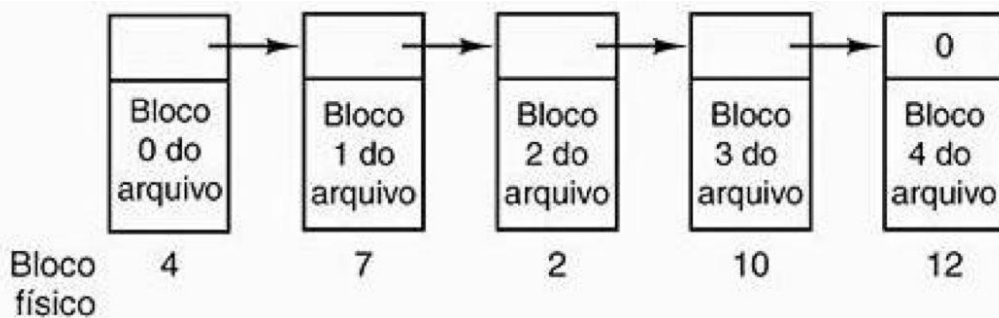 0
Bloco
0 do
arquivo
Bloco
1 do
arquivo
Bloco
2 do
arquivo
Bloco
3 do
arquivo
Bloco
4 do
arquivo
Bloco
físico
4
7
2
10
12